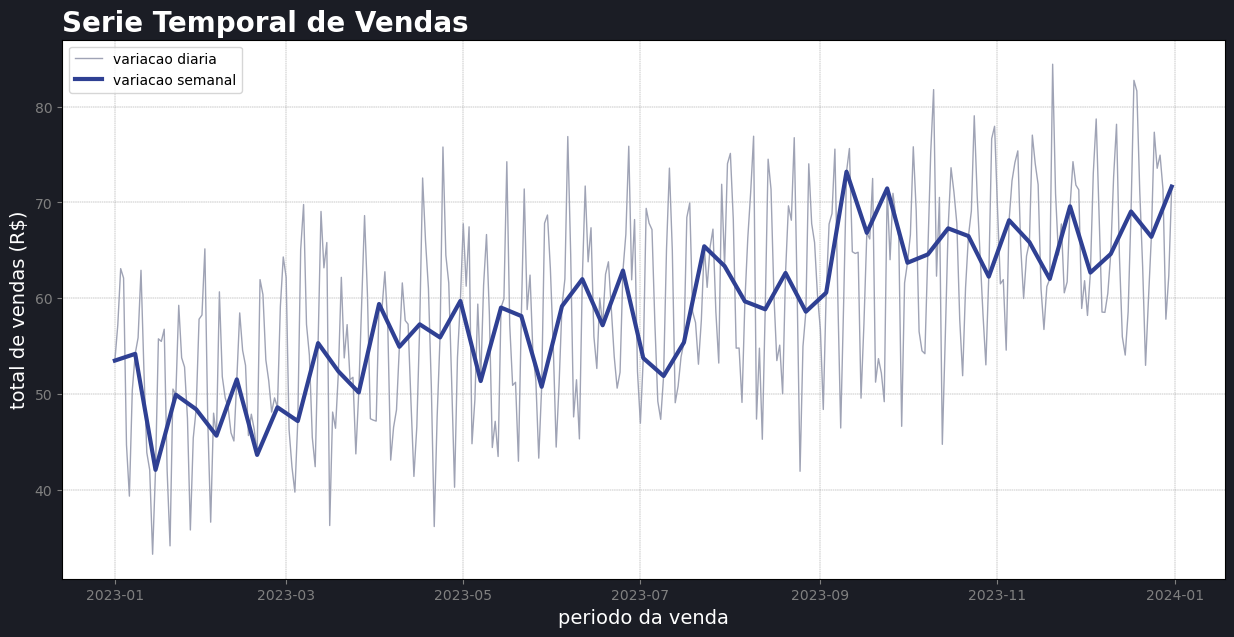 Serie Temporal de Vendas
variacao diaria
variacao semanal
total de vendas (R$)
80
70
60
50
40
2023-01 2023-03 2023-05 2023-07 2023-09 2023-11 2024-01
periodo da venda